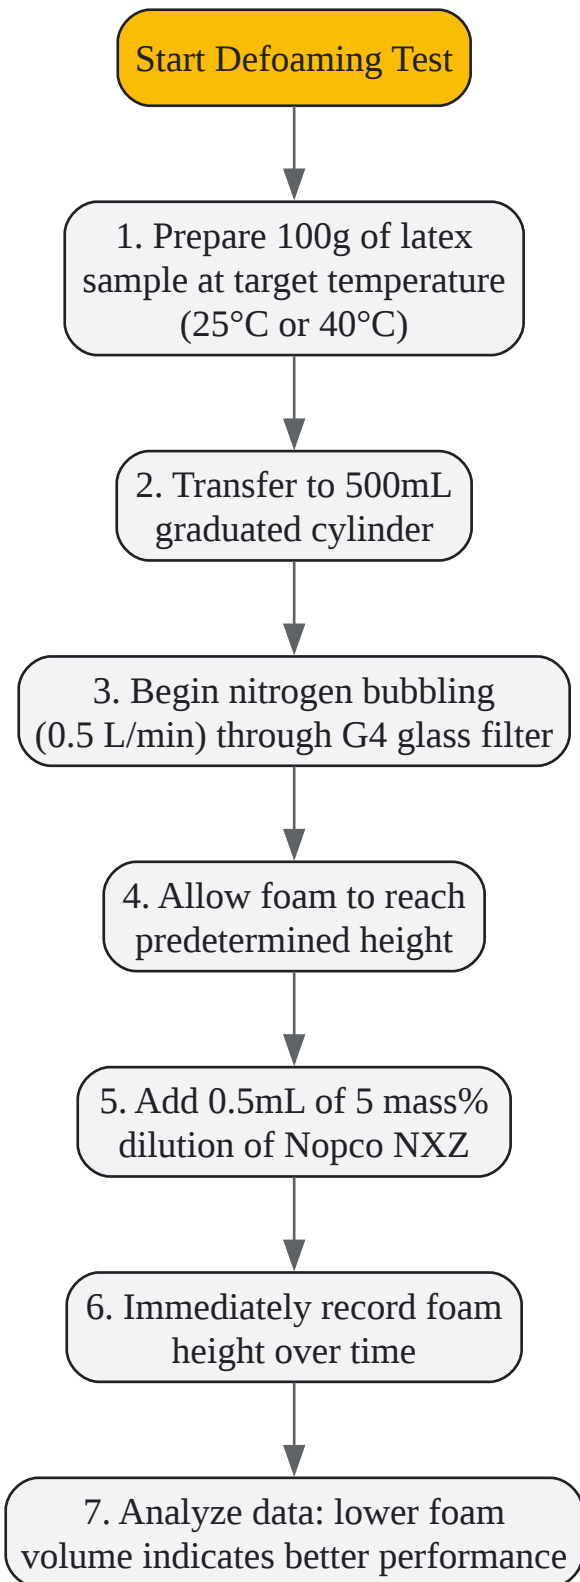 Start Defoaming Test
1. Prepare 100g of latex
sample at target temperature
(25°C or 40°C)
2. Transfer to 500mL
graduated cylinder
3. Begin nitrogen bubbling
(0.5 L/min) through G4 glass filter
4. Allow foam to reach
predetermined height
5. Add 0.5mL of 5 mass%
dilution of Nopco NXZ
6. Immediately record foam
height over time
7. Analyze data: lower foam
volume indicates better performance